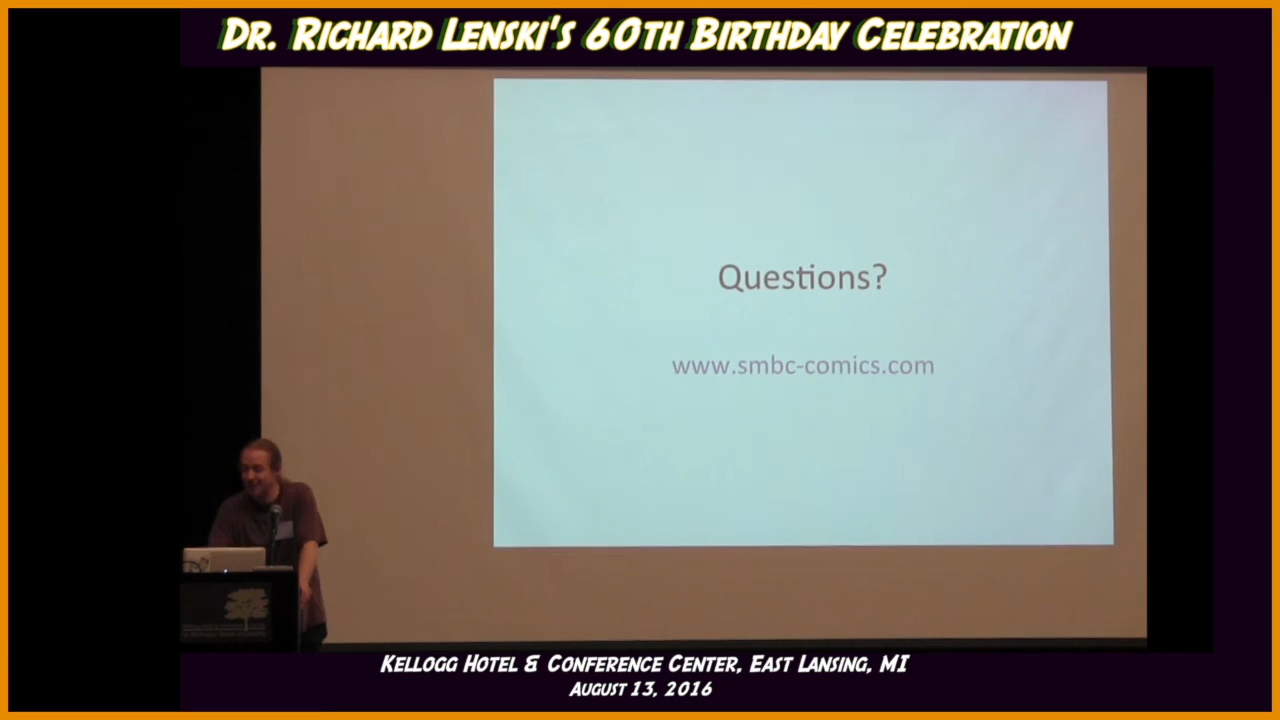 Dr. Richard Lenski's 60th Birthday Celebration
Questions?
www.smbc-comics.com
Kellogg Hotel & Conference Center, East Lansing, MI
August 13, 2016